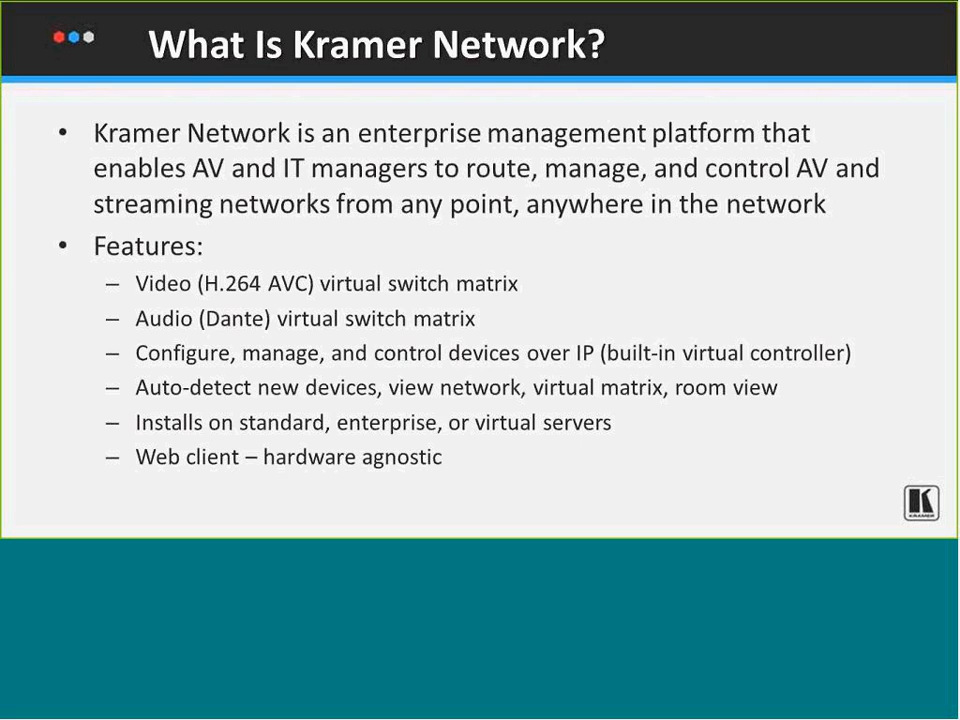 What Is Kramer Network?
• Kramer Network is an enterprise management platform that
enables AV and IT managers to route, manage, and control AV and
streaming networks from any point, anywhere in the network
• Features:
– Video (H.264 AVC) virtual switch matrix
– Audio (Dante) virtual switch matrix
– Configure, manage, and control devices over IP (built-in virtual controller)
– Auto-detect new devices, view network, virtual matrix, room view
– Installs on standard, enterprise, or virtual servers
– Web client – hardware agnostic
K
KRAMER